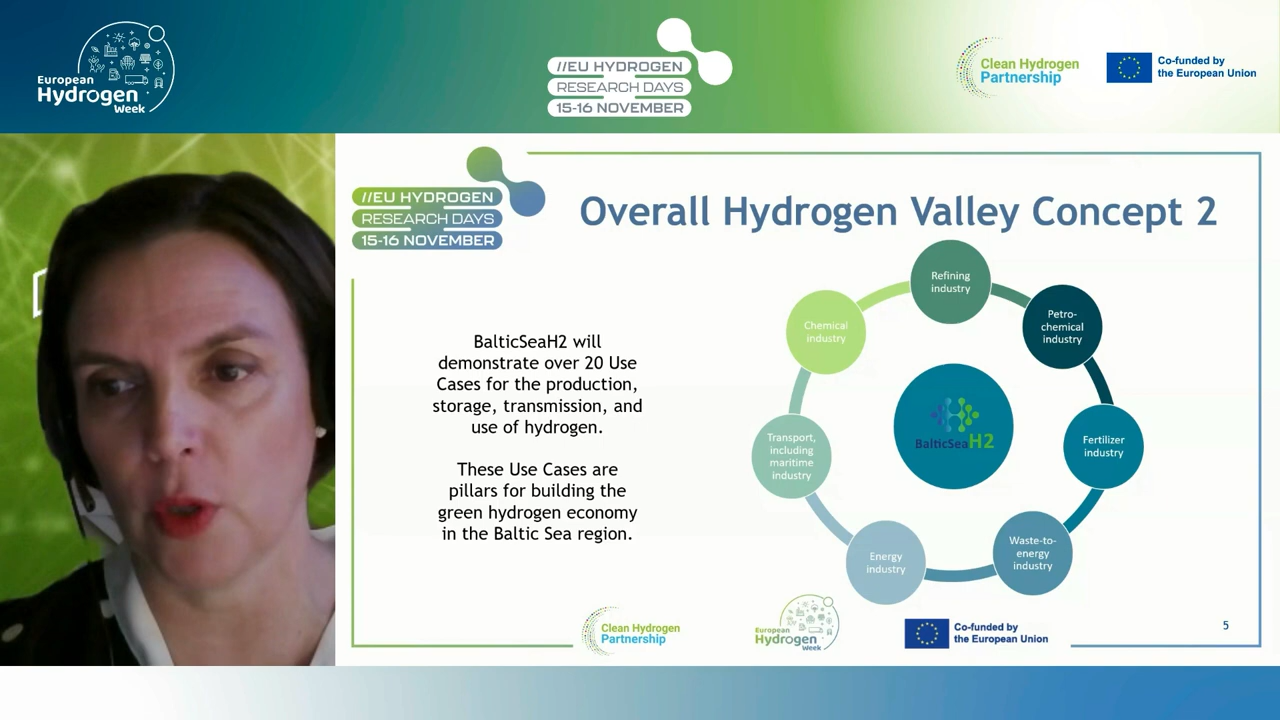 European
Hydrogen
Week
//EU HYDROGEN
RESEARCH DAYS
15-16 NOVEMBER
Clean Hydrogen
Partnership
Co-funded by
the European Union
//EU HYDROGEN
RESEARCH DAYS
15-16 NOVEMBER
Overall Hydrogen Valley Concept 2
BalticSeaH2 will
demonstrate over 20 Use
Cases for the production,
storage, transmission, and
use of hydrogen.
These Use Cases are
pillars for building the
green hydrogen economy
in the Baltic Sea region.
Refining
industry
Petro-
chemical
industry
Fertilizer
industry
Waste-to-
energy
industry
Energy
industry
Transport,
including
maritime
industry
Chemical
industry
BalticSeaH2
Clean Hydrogen
Partnership
European
Hydrogen
Week
Co-funded by
the European Union
5